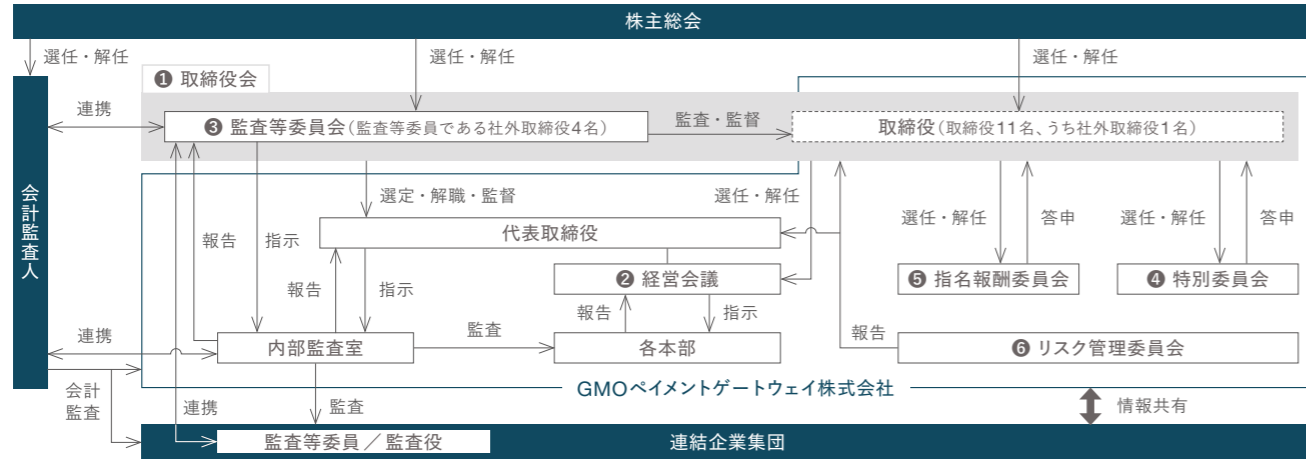 株主総会
選任・解任
選任・解任
選任・解任
❶ 取締役会
連携
❸ 監査等委員会（監査等委員である社外取締役4名）
監査・監督
取締役（取締役11名、うち社外取締役1名）
会計監査人
選定・解職・監督
選任・解任
選任・解任
答申
選任・解任
答申
報告
指示
代表取締役
❷ 経営会議
❺ 指名報酬委員会
❹ 特別委員会
報告
指示
報告
指示
連携
内部監査室
監査
各本部
報告
❻ リスク管理委員会
GMOペイメントゲートウェイ株式会社
会計
監査
連携
監査
情報共有
監査等委員／監査役
連結企業集団